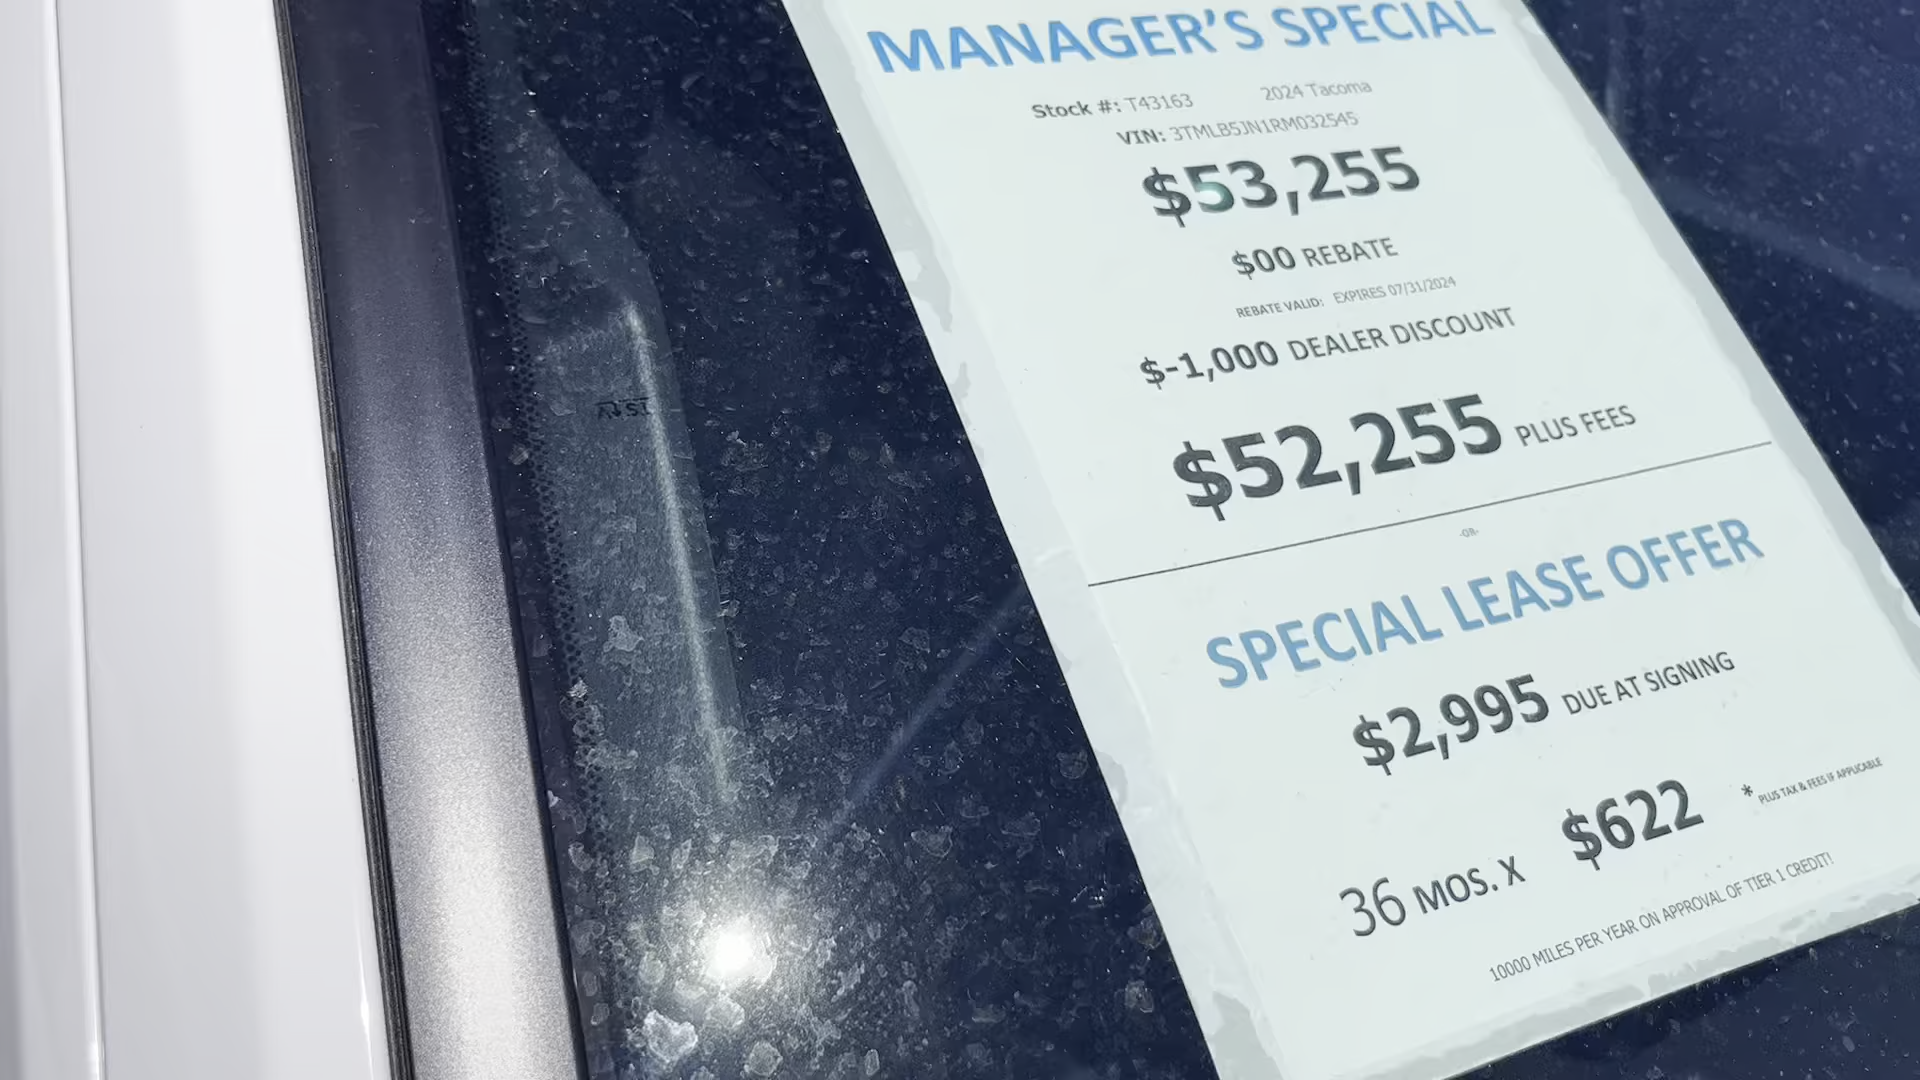 MANAGER'S SPECIAL
Stock #: T43163 2024 Tacoma
VIN: 3TMLB5JN1RM032545
$53,255
$00 REBATE
REBATE VALID: EXPIRES 07/31/2024
$-1,000 DEALER DISCOUNT
$52,255 PLUS FEES
-OR-
SPECIAL LEASE OFFER
$2,995 DUE AT SIGNING
36 MOS. X $622 * PLUS TAX & FEES IF APPLICABLE
10000 MILES PER YEAR ON APPROVAL OF TIER 1 CREDIT!